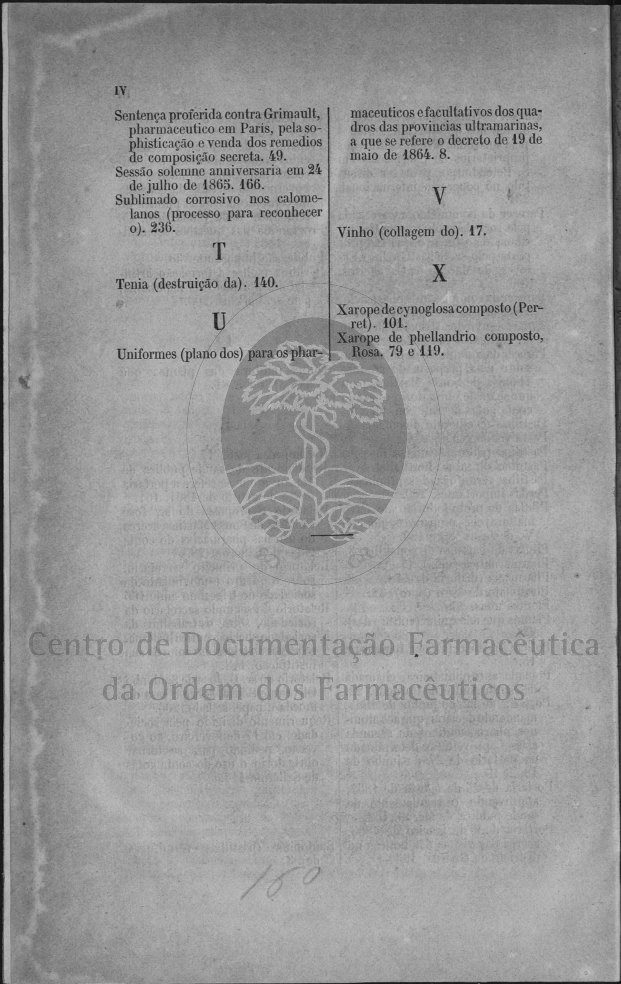 IV
Sentença proferida contra Grimault,
pharmaceutico em Paris, pela so-
phisticação e venda dos remedios
de composição secreta. 49.
Sessão solemne anniversaria em 24
de julho de 1865. 166.
Sublimado corrosivo nos calome-
lanos (processo para reconhecer
o). 236.
T
Tenia (destruição da). 140.
U
Uniformes (plano dos) para os phar-
maceuticos e facultativos dos qua-
dros das provincias ultramarinas,
a que se refere o decreto de 19 de
maio de 1864. 8.
V
Vinho (collagem do). 17.
X
Xarope de cynoglosa composto (Per-
ret). 101.
Xarope de phellandrio composto,
Rosa. 79 e 119.
Centro de Documentação Farmacêutica
da Ordem dos Farmacêuticos
160